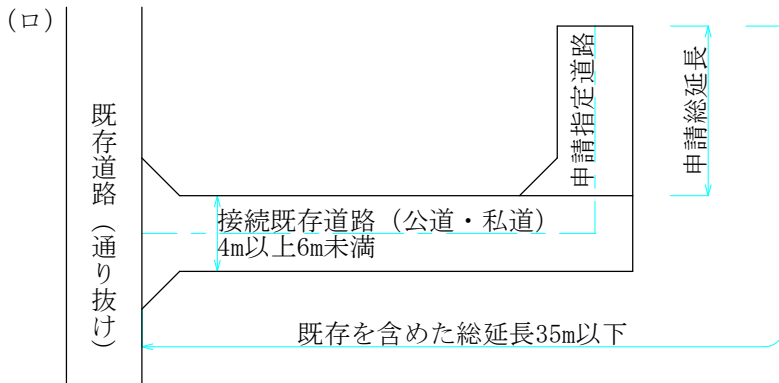 (ロ)
既存道路(通り抜け)
申請指定道路
申請総延長
接続既存道路(公道・私道)
4m以上6m未満
既存を含めた総延長35m以下